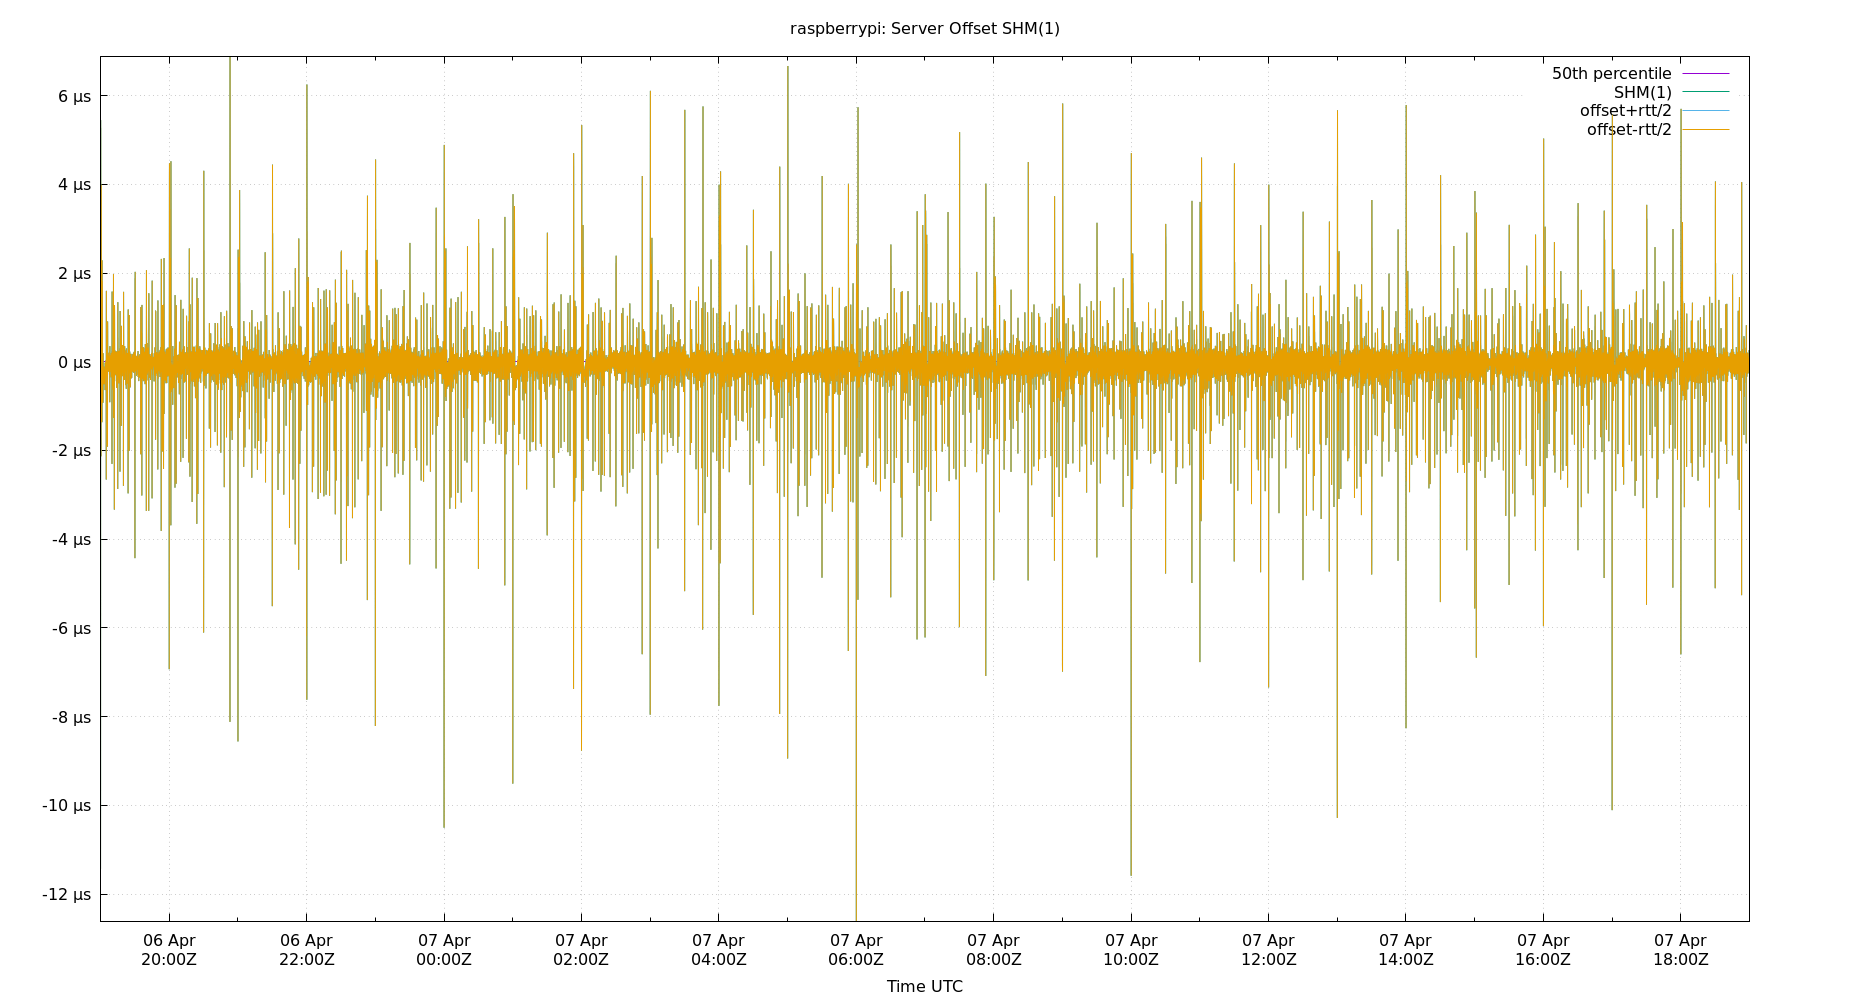 raspberrypi: Server Offset SHM(1)
50th percentile
SHM(1)
offset+rtt/2
offset-rtt/2
6 µs
4 µs
2 µs
0 µs
-2 µs
-4 µs
-6 µs
-8 µs
-10 µs
-12 µs
06 Apr 06 Apr 07 Apr 07 Apr 07 Apr 07 Apr 07 Apr 07 Apr 07 Apr 07 Apr 07 Apr 07 Apr
20:00Z 22:00Z 00:00Z 02:00Z 04:00Z 06:00Z 08:00Z 10:00Z 12:00Z 14:00Z 16:00Z 18:00Z
Time UTC